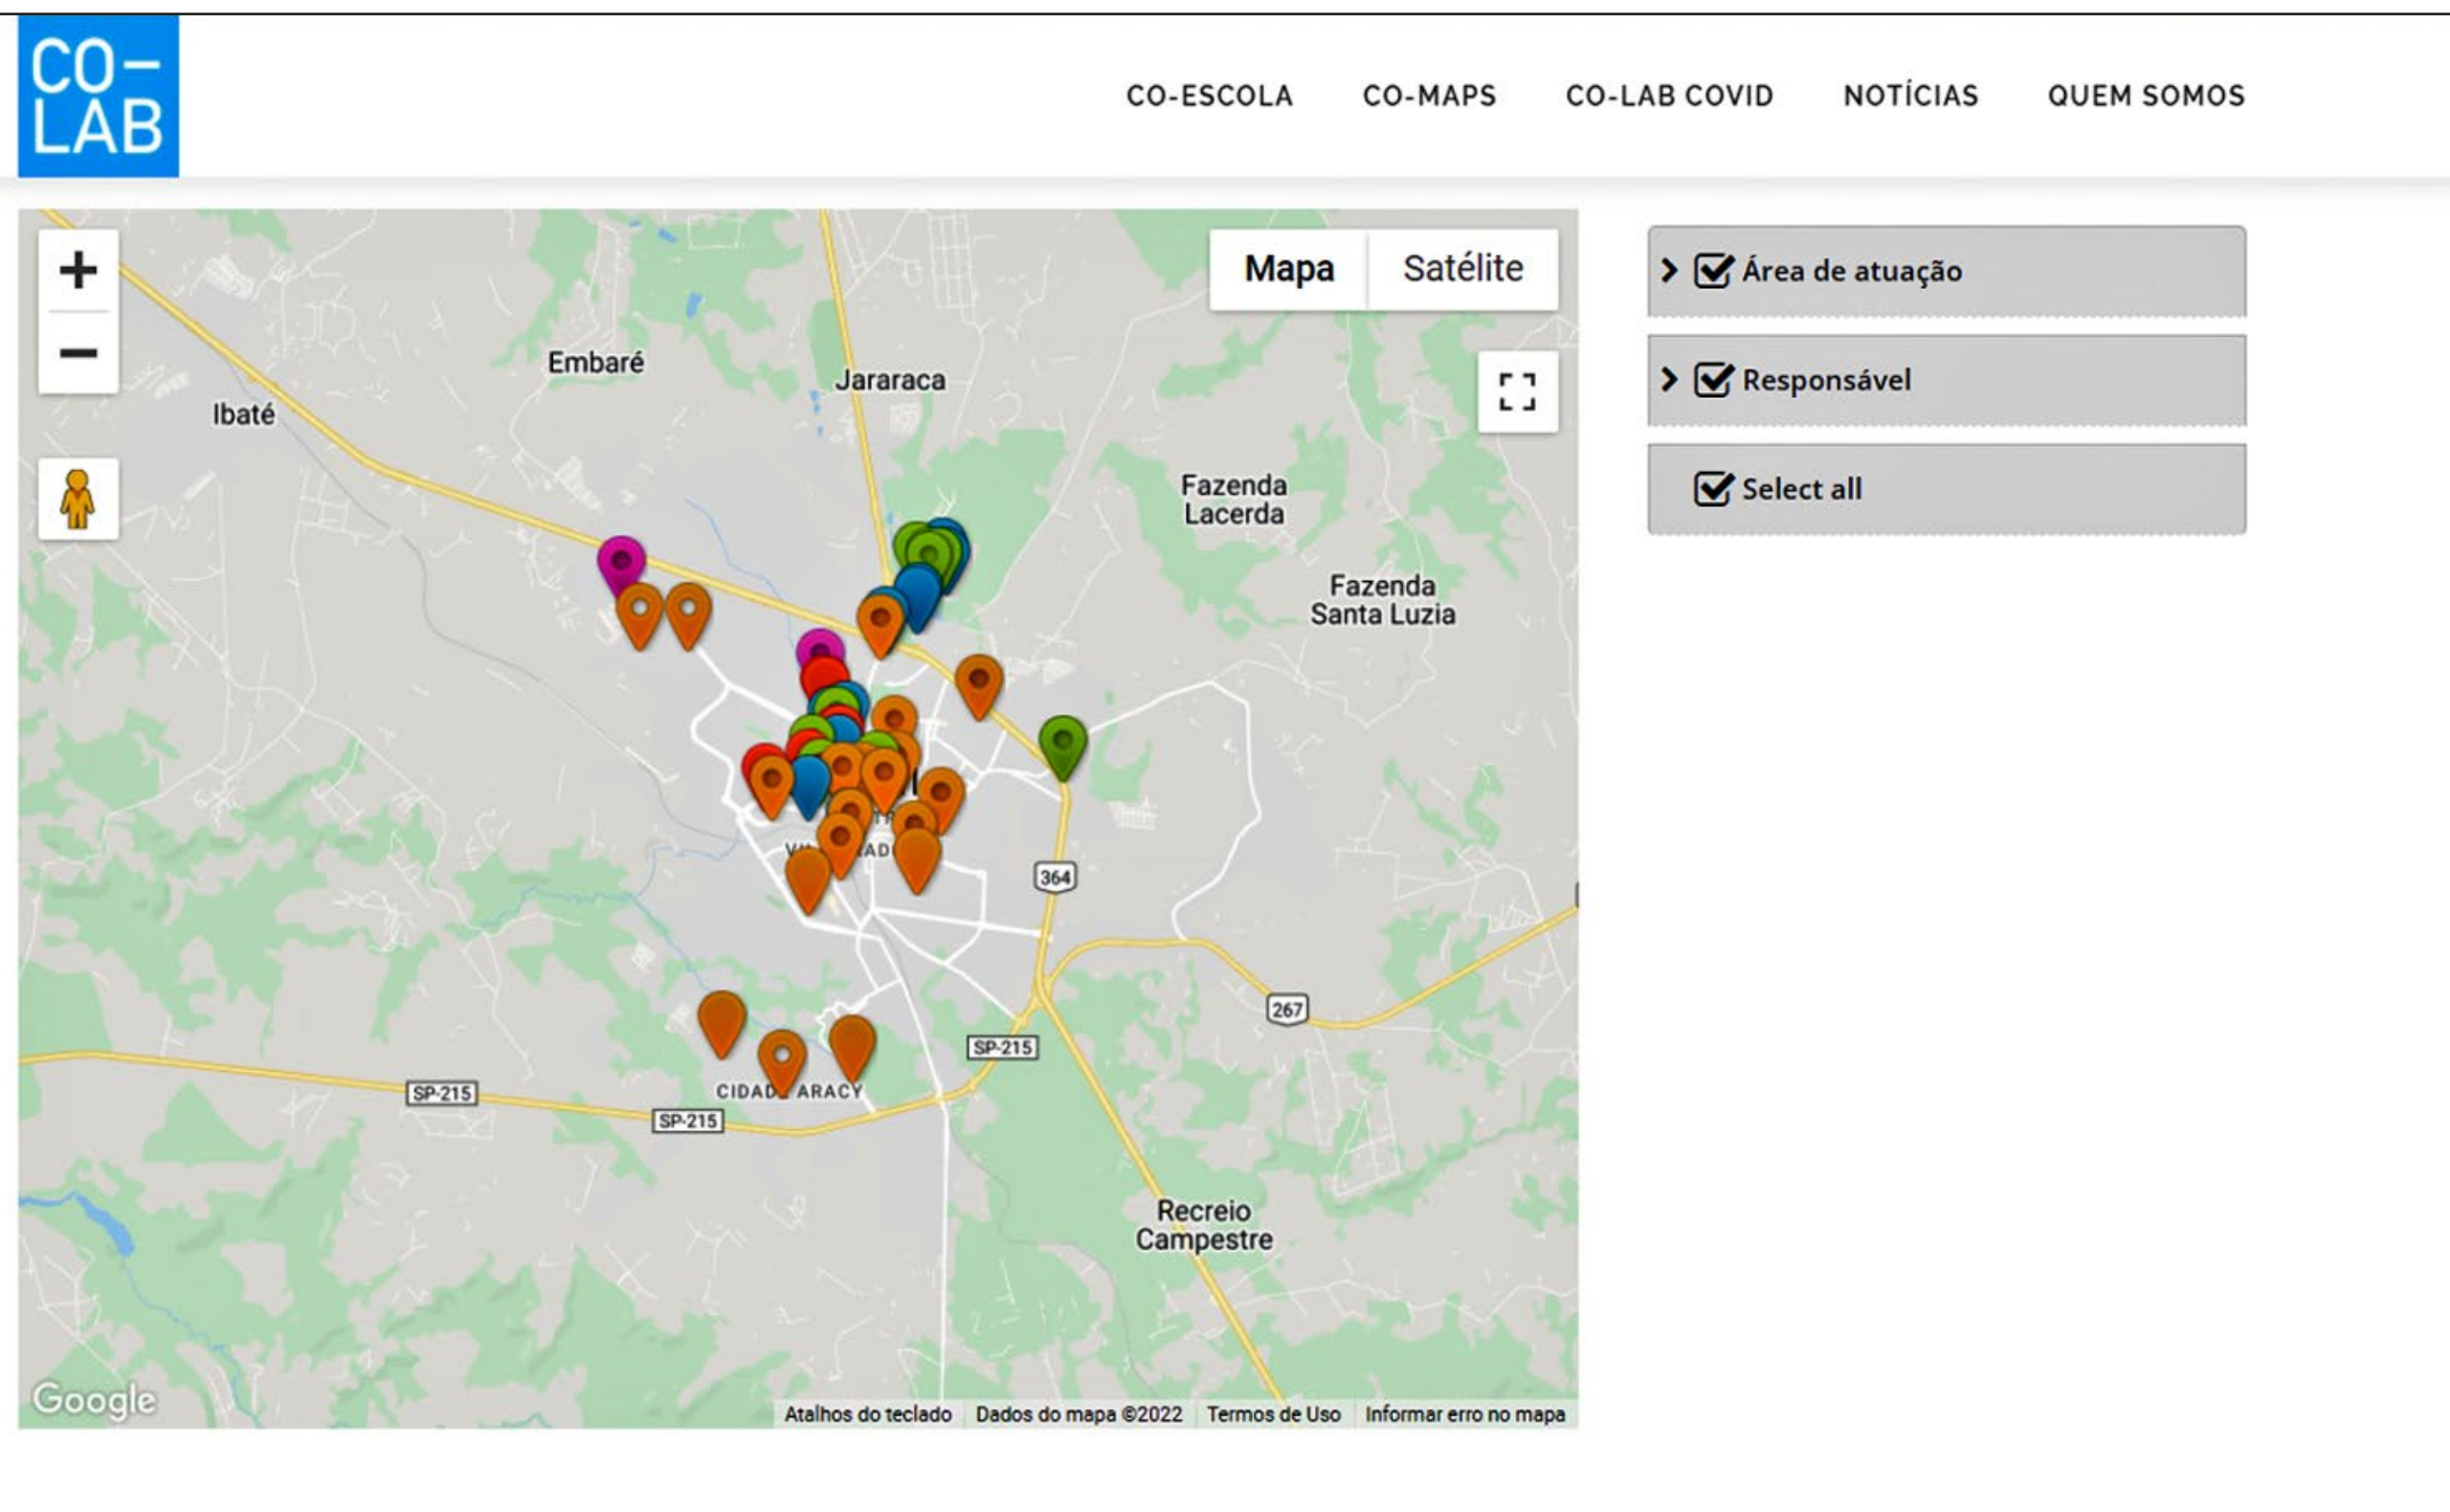 CO-
LAB
CO-ESCOLA
CO-MAPS
CO-LAB COVID
NOTÍCIAS
QUEM SOMOS
Mapa
Satélite
Área de atuação
Responsável
Select all
Embaré
Jararaca
Ibaté
Fazenda
Lacerda
Fazenda
Santa Luzia
364
267
SP-215
SP-215
SP-215
ARACY
Recreio
Campestre
Google
Atalhos do teclado
Dados do mapa ©2022
Termos de Uso
Informar erro no mapa